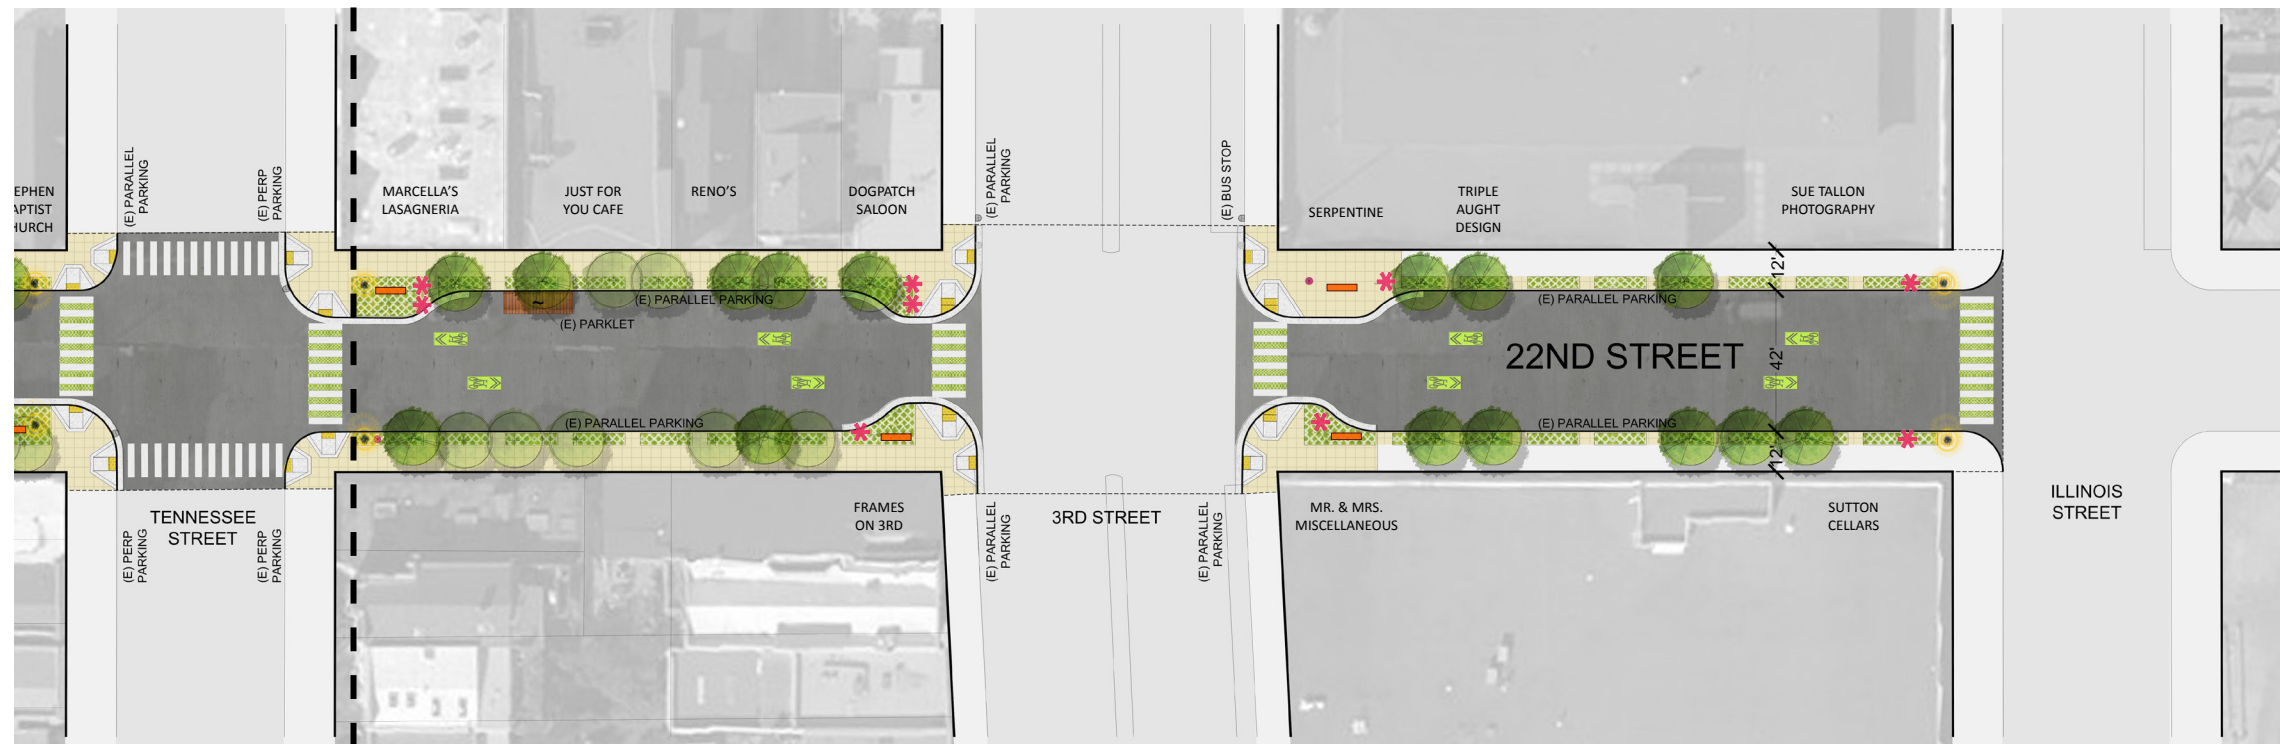 (E) PARALLEL
PARKING
(E) PERP
PARKING
(E) PARALLEL
PARKING
(E) BUS STOP
EPHEN
APTIST
HURCH
MARCELLA'S
LASAGNERIA
JUST FOR
YOU CAFE
RENO'S
DOGPATCH
SALOON
SERPENTINE
TRIPLE
AUGHT
DESIGN
SUE TALLON
PHOTOGRAPHY
12'
(E) PARALLEL PARKING
(E) PARALLEL PARKING
(E) PARKLET
22ND STREET
42'
(E) PARALLEL PARKING
(E) PARALLEL PARKING
12'
TENNESSEE
STREET
FRAMES
ON 3RD
3RD STREET
MR. & MRS.
MISCELLANEOUS
SUTTON
CELLARS
ILLINOIS
STREET
(E) PERP
PARKING
(E) PERP
PARKING
(E) PARALLEL
PARKING
(E) PARALLEL
PARKING